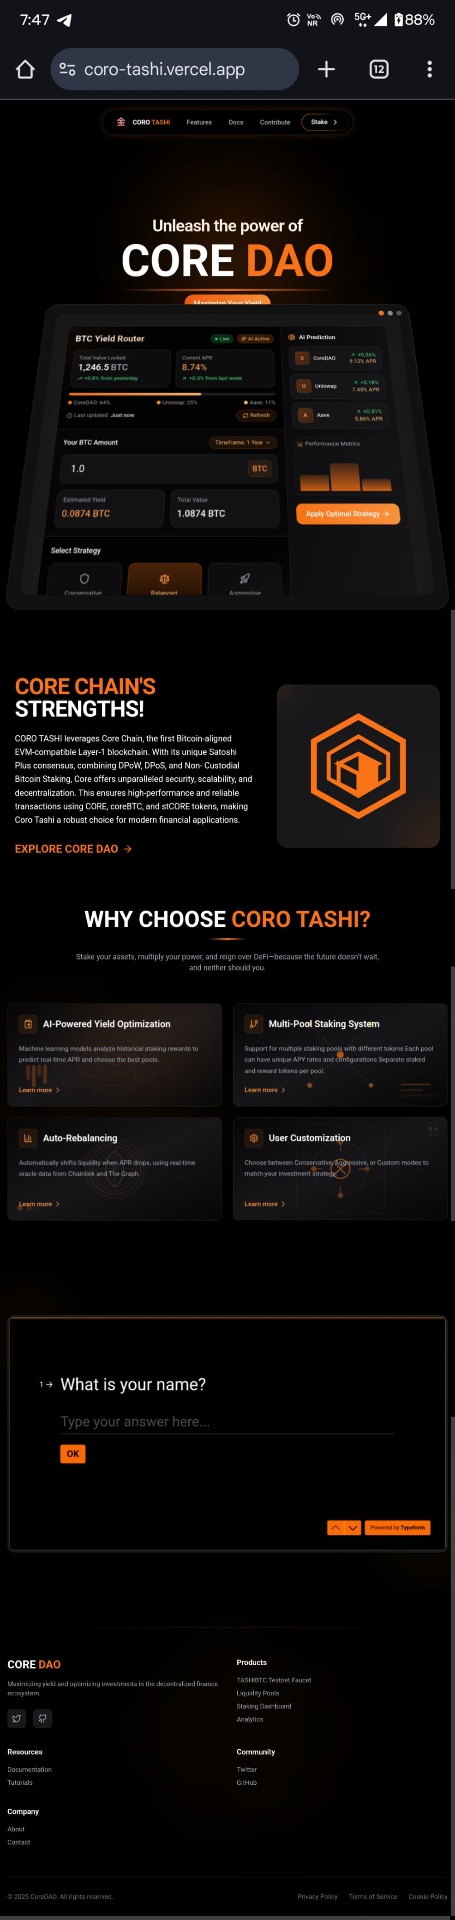 7:47
Vo)) NR
5G+
88%
coro-tashi.vercel.app
12
CORO TASHI
Features
Docs
Contribute
Stake
Unleash the power of
CORE DAO
Maximize Your Yield
BTC Yield Router
Live
AI Active
Total Value Locked
1,246.5 BTC
+0.8% from yesterday
Current APR
8.74%
+0.3% from last week
CoreDAO: 64%
Uniswap: 25%
Aave: 11%
Last updated: Just now
Refresh
Your BTC Amount
Timeframe: 1 Year
1.0
BTC
Estimated Yield
0.0874 BTC
Total Value
1.0874 BTC
Select Strategy
Conservative
Balanced
Aggressive
AI Prediction
C
CoreDAO
+0.24%
9.12% APR
U
Uniswap
+0.18%
7.45% APR
A
Aave
+0.31%
5.86% APR
Performance Metrics
Apply Optimal Strategy
CORE CHAIN'S
STRENGTHS!
CORO TASHI leverages Core Chain, the first Bitcoin-aligned
EVM-compatible Layer-1 blockchain. With its unique Satoshi
Plus consensus, combining DPoW, DPoS, and Non- Custodial
Bitcoin Staking, Core offers unparalleled security, scalability, and
decentralization. This ensures high-performance and reliable
transactions using CORE, coreBTC, and stCORE tokens, making
Coro Tashi a robust choice for modern financial applications.
EXPLORE CORE DAO →
WHY CHOOSE CORO TASHI?
Stake your assets, multiply your power, and reign over DeFi—because the future doesn't wait,
and neither should you.
AI-Powered Yield Optimization
Machine learning models analyze historical staking rewards to
predict real-time APR and choose the best pools.
Learn more
Multi-Pool Staking System
Support for multiple staking pools with different tokens Each pool
can have unique APY rates and configurations Separate staked
and reward tokens per pool.
Learn more
Auto-Rebalancing
Automatically shifts liquidity when APR drops, using real-time
oracle data from Chainlink and The Graph.
Learn more
User Customization
Choose between Conservative, Aggressive, or Custom modes to
match your investment strategy.
Learn more
1→ What is your name?
Type your answer here...
OK
Powered by Typeform
CORE DAO
Maximizing yield and optimizing investments in the decentralized finance
ecosystem.
Products
TASHIBTC Testnet Faucet
Liquidity Pools
Staking Dashboard
Analytics
Resources
Documentation
Tutorials
Community
Twitter
GitHub
Company
About
Contact
© 2025 CoreDAO. All rights reserved.
Privacy Policy
Terms of Service
Cookie Policy